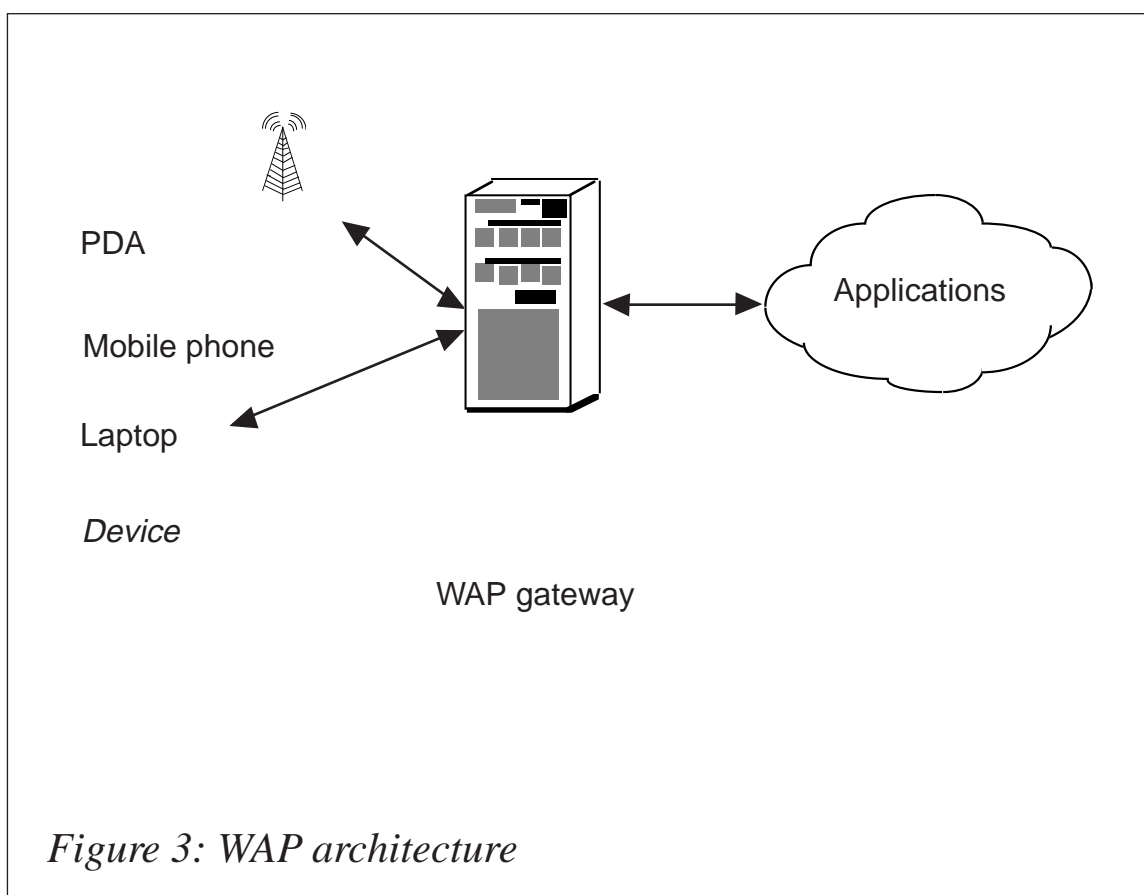 PDA
Applications
Mobile phone
Laptop
Device
WAP gateway
Figure 3: WAP architecture